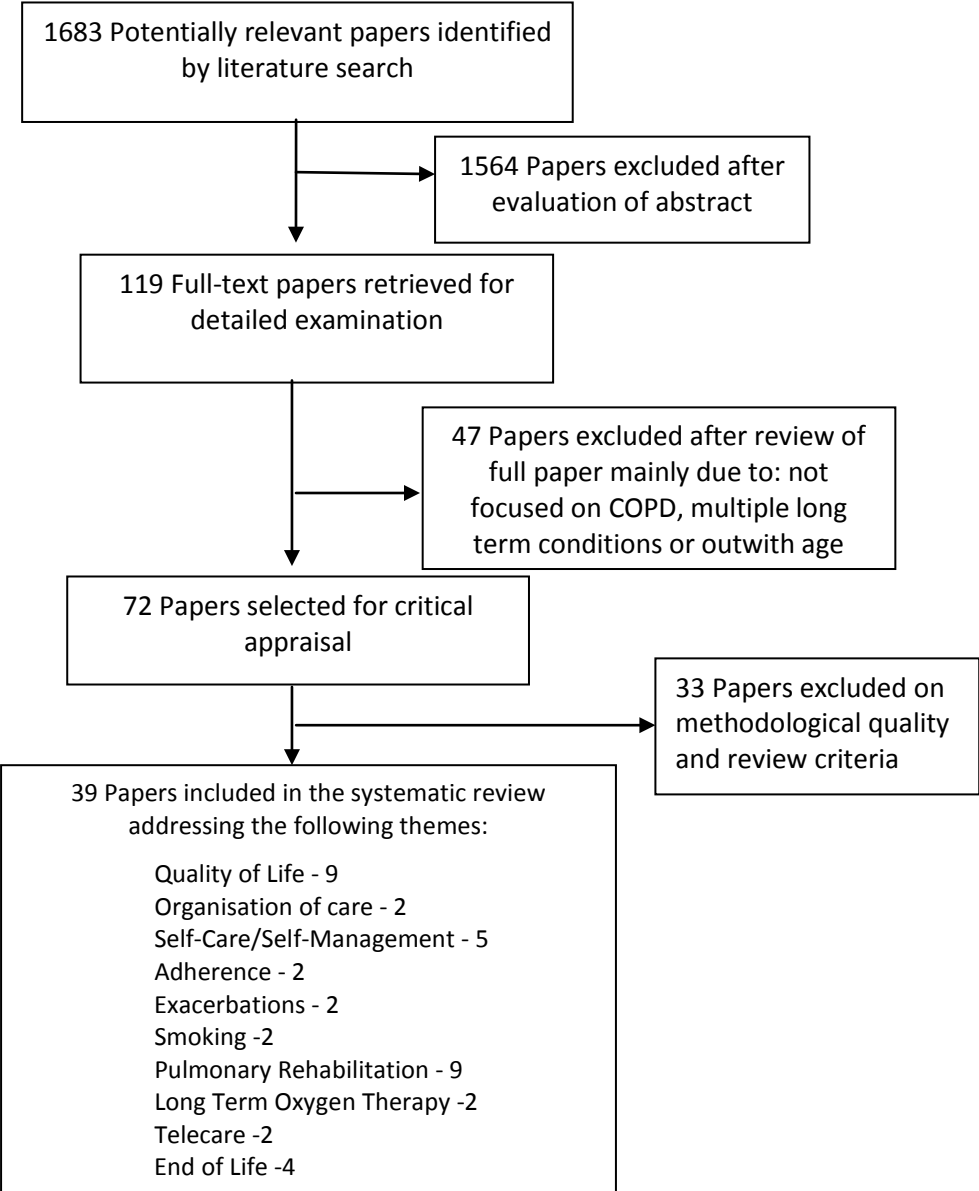 1683 Potentially relevant papers identified
by literature search
1564 Papers excluded after
evaluation of abstract
119 Full-text papers retrieved for
detailed examination
47 Papers excluded after review of
full paper mainly due to: not
focused on COPD, multiple long
term conditions or outwith age
72 Papers selected for critical
appraisal
33 Papers excluded on
methodological quality
and review criteria
39 Papers included in the systematic review
addressing the following themes:
Quality of Life - 9
Organisation of care - 2
Self-Care/Self-Management - 5
Adherence - 2
Exacerbations - 2
Smoking -2
Pulmonary Rehabilitation - 9
Long Term Oxygen Therapy -2
Telecare -2
End of Life -4